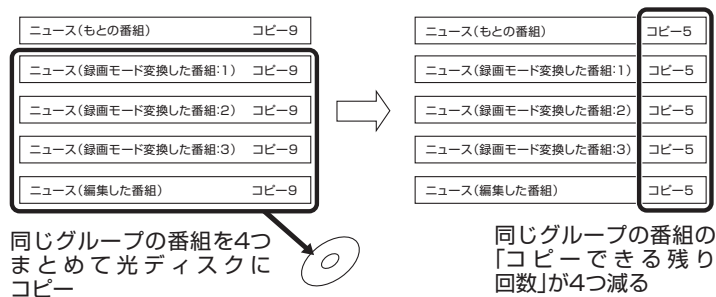 ニュース(もとの番組) コピー9
ニュース(録画モード変換した番組:1) コピー9
ニュース(録画モード変換した番組:2) コピー9
ニュース(録画モード変換した番組:3) コピー9
ニュース(編集した番組) コピー9
同じグループの番組を4つ
まとめて光ディスクに
コピー
ニュース(もとの番組) コピー5
ニュース(録画モード変換した番組:1) コピー5
ニュース(録画モード変換した番組:2) コピー5
ニュース(録画モード変換した番組:3) コピー5
ニュース(編集した番組) コピー5
同じグループの番組の
「コピーできる残り
回数」が4つ減る